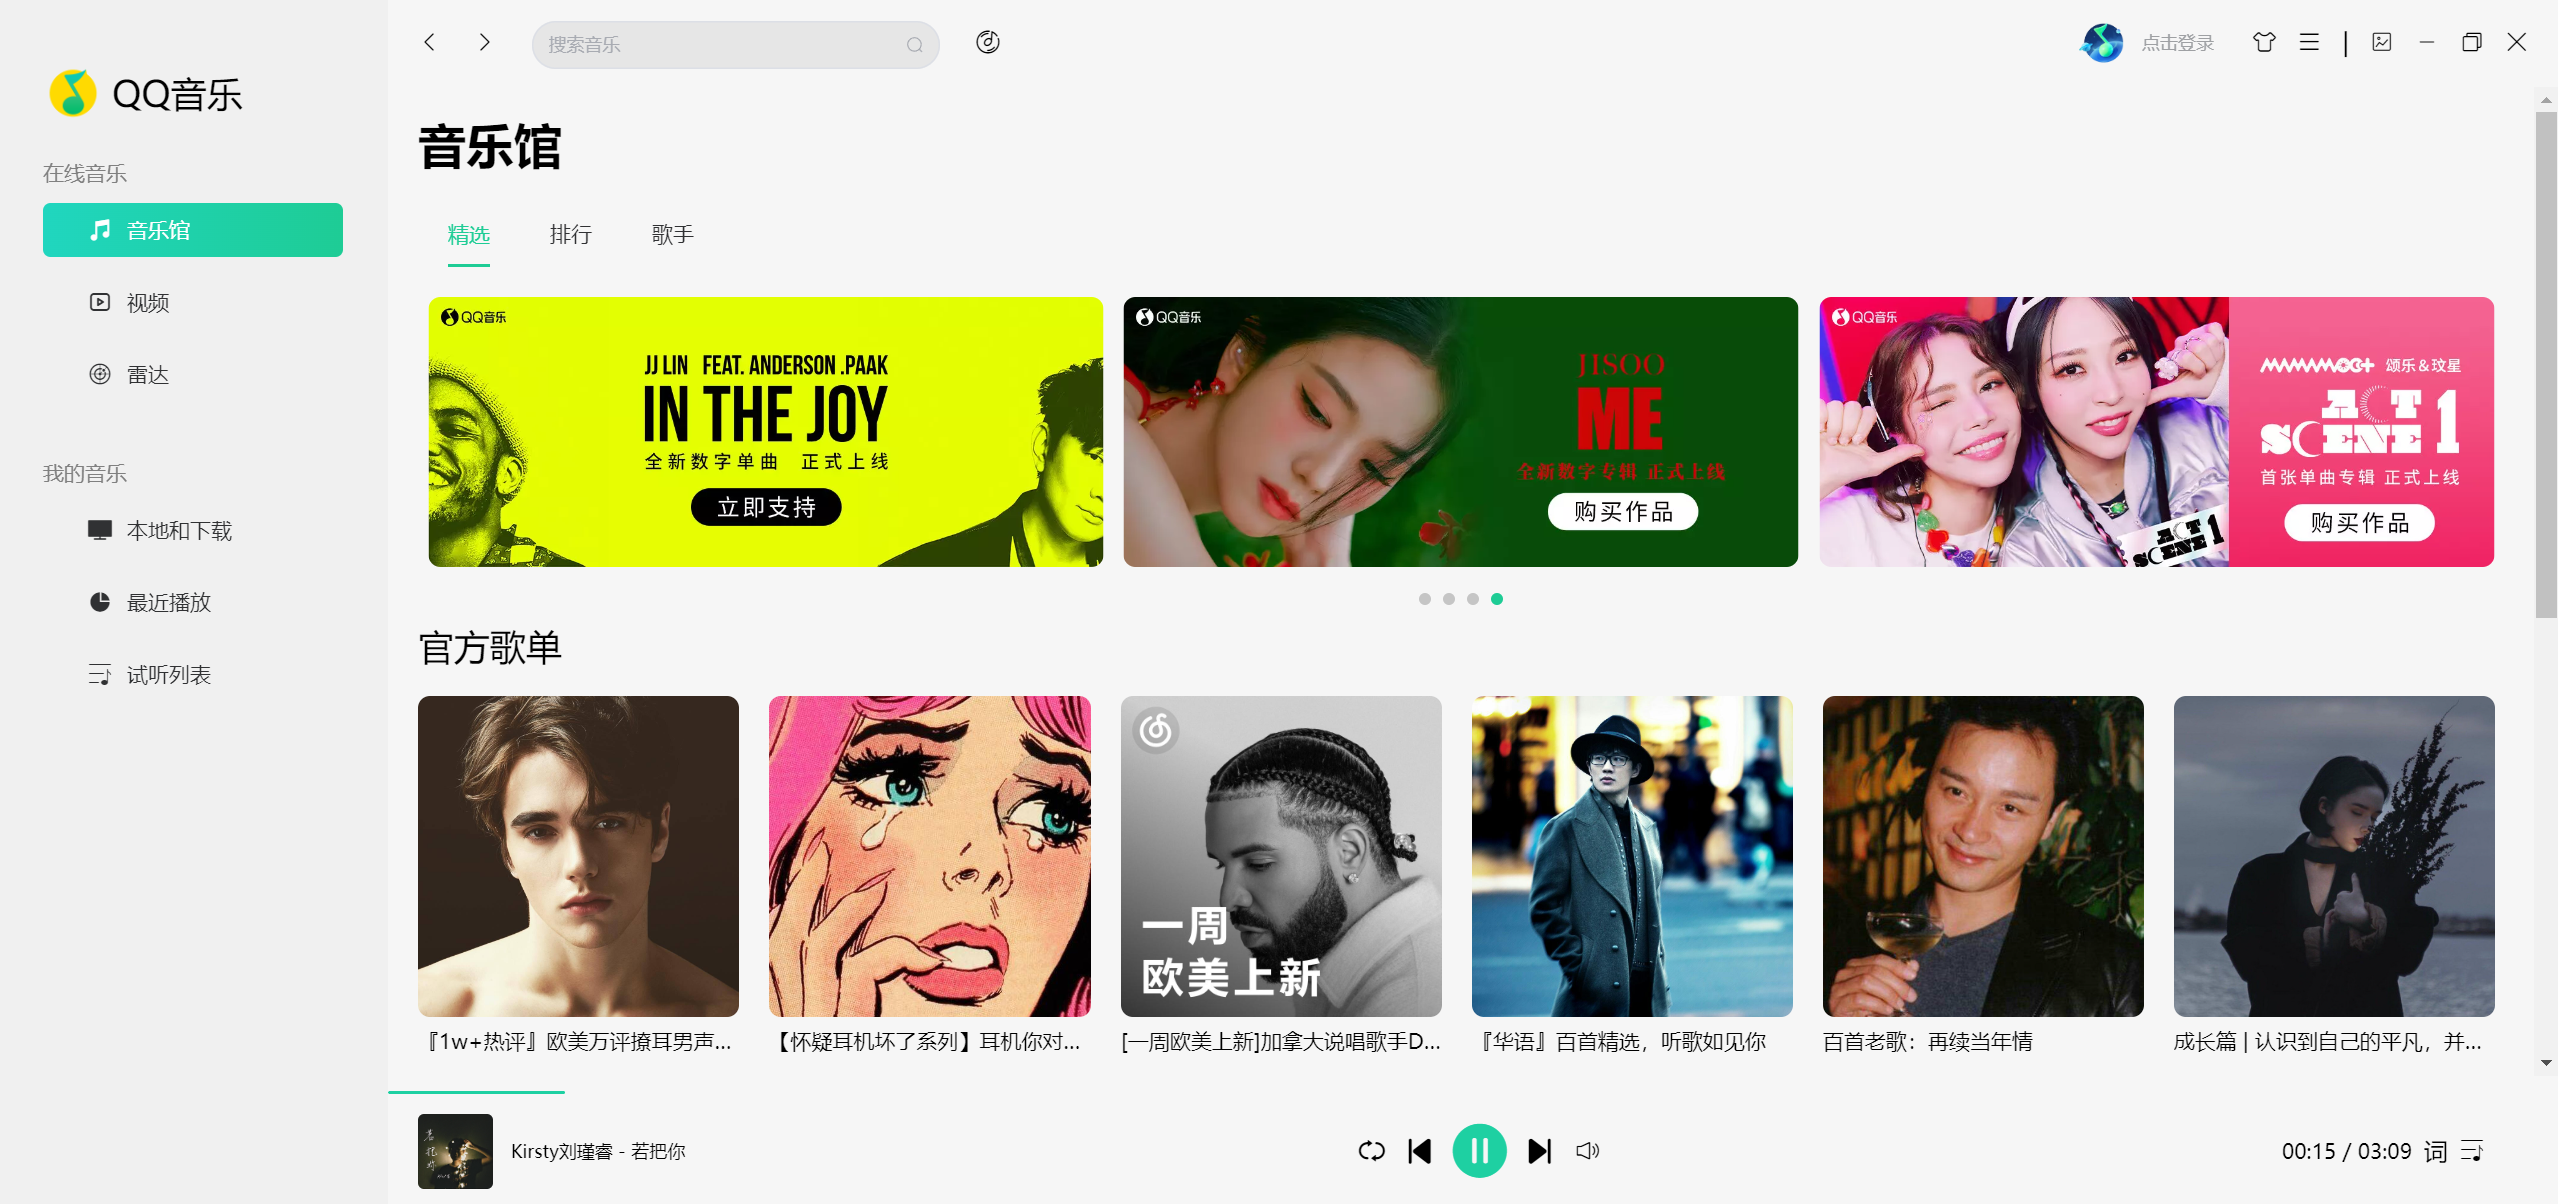 QQ音乐
在线音乐
音乐馆
视频
雷达
我的音乐
本地和下载
最近播放
试听列表
搜索音乐
点击登录
音乐馆
精选
排行
歌手
QQ音乐
JJ LIN FEAT. ANDERSON .PAAK
IN THE JOY
全新数字单曲 正式上线
立即支持
QQ音乐
JISOO
ME
全新数字专辑 正式上线
购买作品
QQ音乐
MAMAMOO+ 颂乐&玟星
ACT
SCENE 1
首张单曲专辑 正式上线
购买作品
ACT
SCENE 1
官方歌单
一周
欧美上新
『1w+热评』欧美万评撩耳男声...
【怀疑耳机坏了系列】耳机你对...
[一周欧美上新]加拿大说唱歌手D...
『华语』百首精选，听歌如见你
百首老歌：再续当年情
成长篇 | 认识到自己的平凡，并...
若把你
Kirsty刘瑾睿 - 若把你
00:15 / 03:09
词